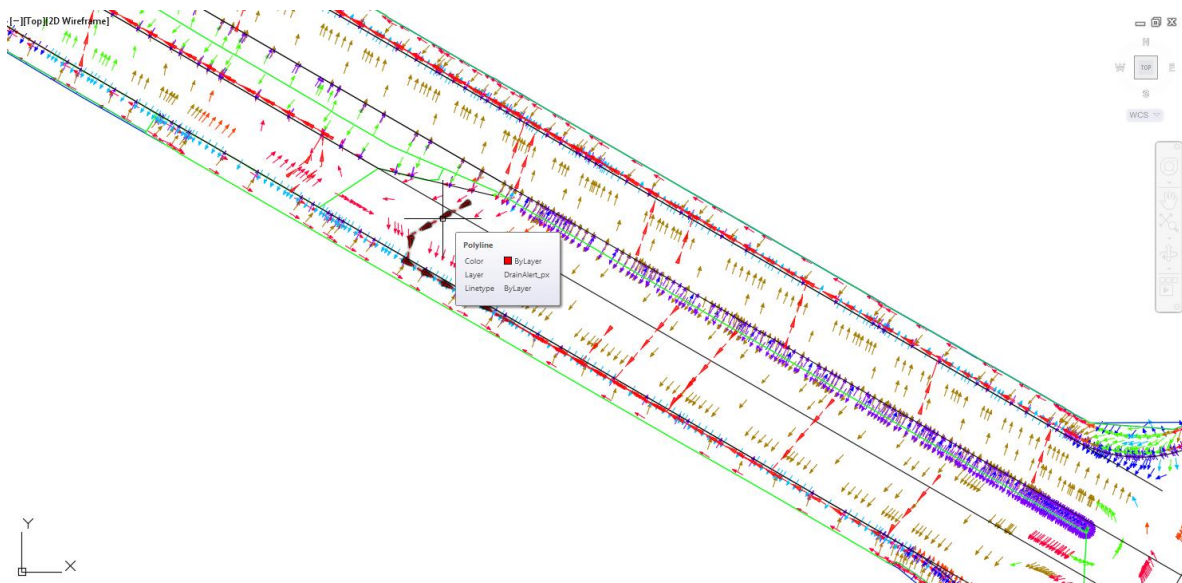 [−][Top][2D Wireframe]
N
W
TOP
E
S
WCS
Polyline
Color ByLayer
Layer DrainAlert_px
Linetype ByLayer
Y
X